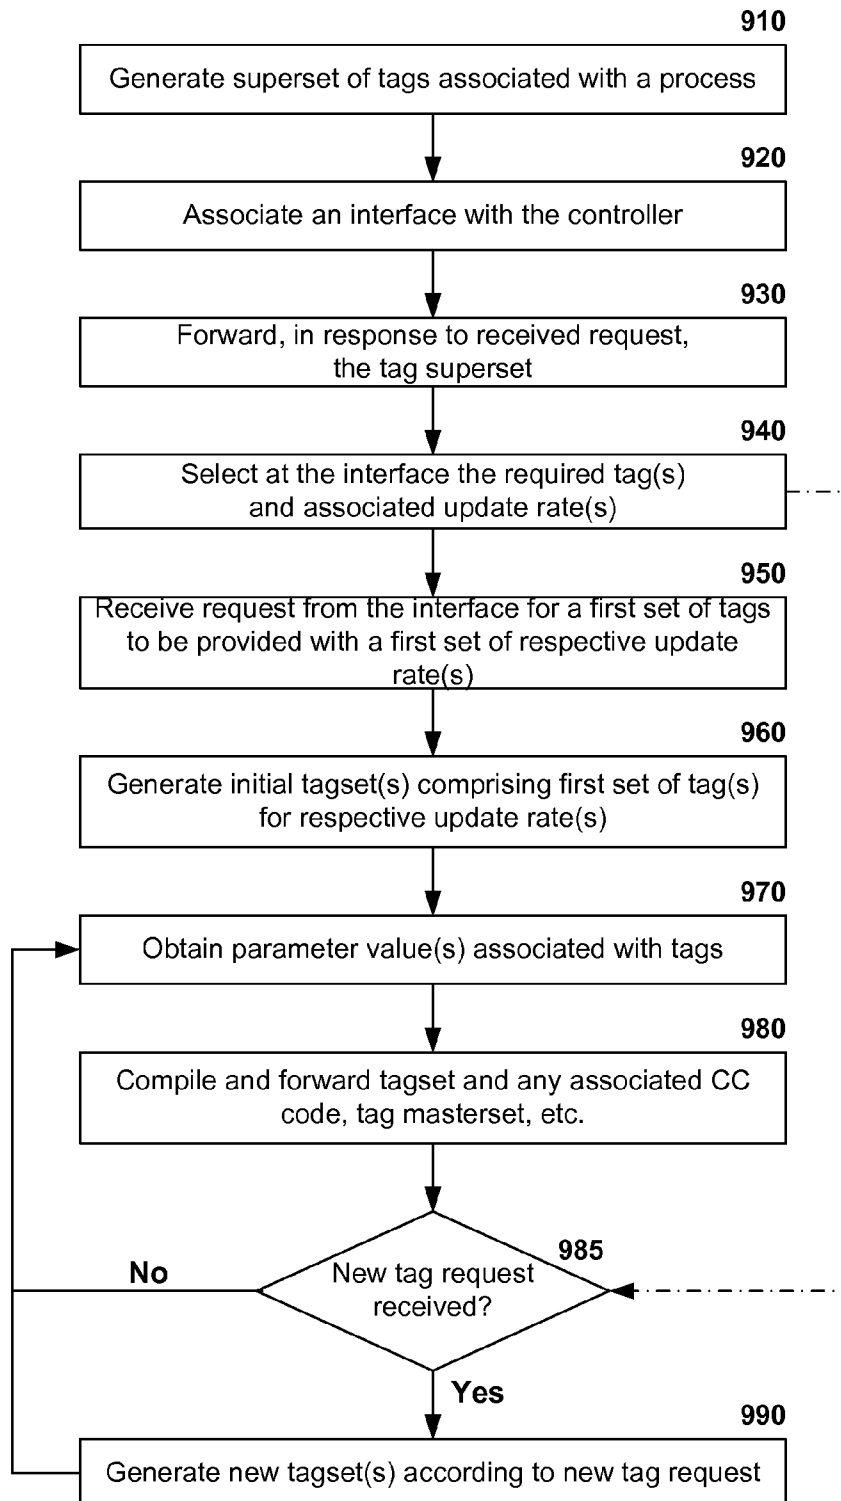 910
Generate superset of tags associated with a process
920
Associate an interface with the controller
930
Forward, in response to received request,
the tag superset
940
Select at the interface the required tag(s)
and associated update rate(s)
950
Receive request from the interface for a first set of tags
to be provided with a first set of respective update
rate(s)
960
Generate initial tagset(s) comprising first set of tag(s)
for respective update rate(s)
970
Obtain parameter value(s) associated with tags
980
Compile and forward tagset and any associated CC
code, tag masterset, etc.
985
No
New tag request
received?
Yes
990
Generate new tagset(s) according to new tag request